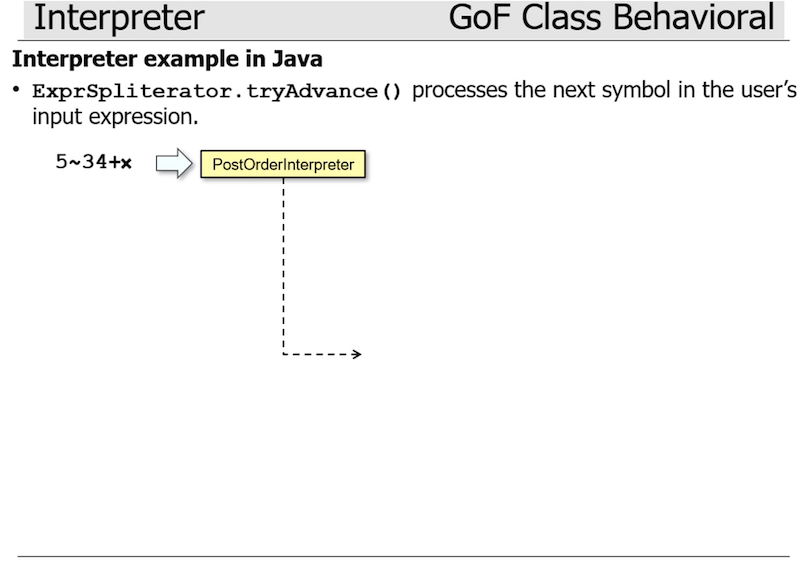 Interpreter GoF Class Behavioral
Interpreter example in Java
• ExprSpliterator.tryAdvance() processes the next symbol in the user’s
input expression.
5~34+× PostOrderInterpreter